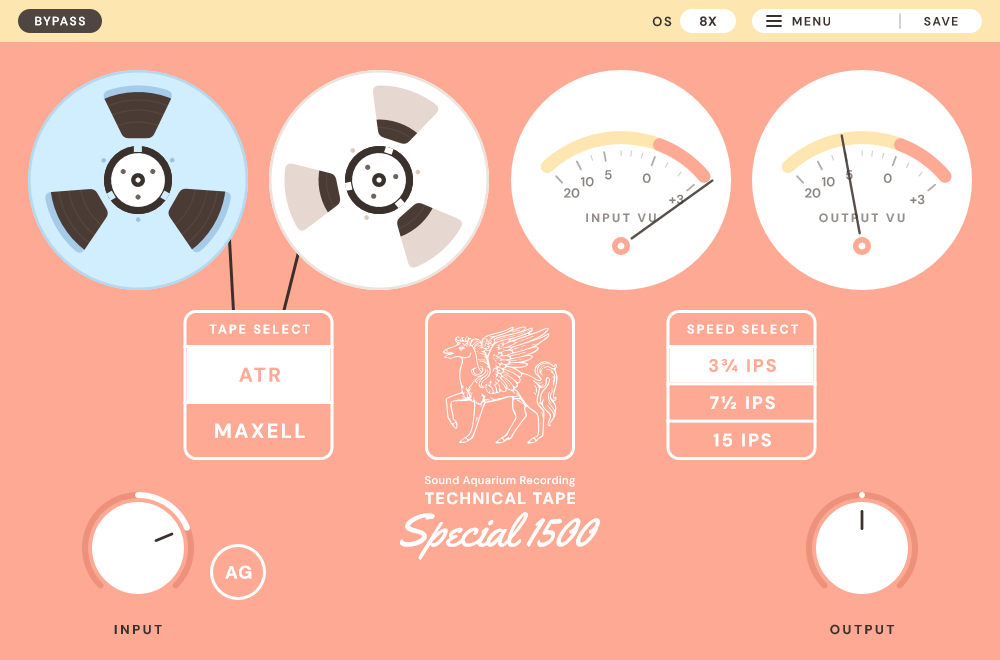 BYPASS
OS 8X MENU SAVE
20 10 5 0 +3
INPUT VU
20 10 5 0 +3
OUTPUT VU
TAPE SELECT
ATR
MAXELL
SPEED SELECT
3¾ IPS
7½ IPS
15 IPS
Sound Aquarium Recording
TECHNICAL TAPE
Special 1500
AG
INPUT
OUTPUT